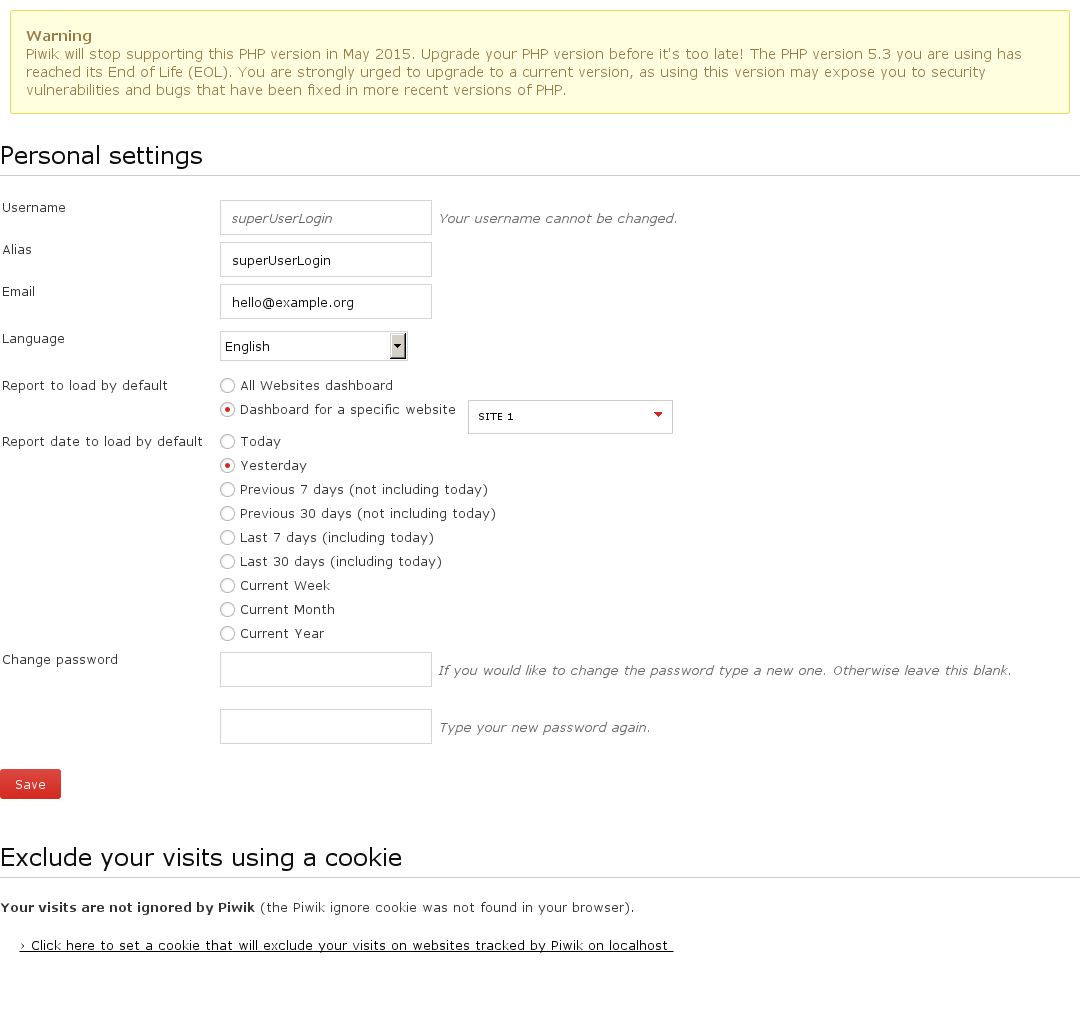 Warning
Piwik will stop supporting this PHP version in May 2015. Upgrade your PHP version before it's too late! The PHP version 5.3 you are using has
reached its End of Life (EOL). You are strongly urged to upgrade to a current version, as using this version may expose you to security
vulnerabilities and bugs that have been fixed in more recent versions of PHP.
Personal settings
Username
superUserLogin
Your username cannot be changed.
Alias
superUserLogin
Email
hello@example.org
Language
English
Report to load by default
All Websites dashboard
Dashboard for a specific website
SITE 1
Report date to load by default
Today
Yesterday
Previous 7 days (not including today)
Previous 30 days (not including today)
Last 7 days (including today)
Last 30 days (including today)
Current Week
Current Month
Current Year
Change password
If you would like to change the password type a new one. Otherwise leave this blank.
Type your new password again.
Save
Exclude your visits using a cookie
Your visits are not ignored by Piwik (the Piwik ignore cookie was not found in your browser).
› Click here to set a cookie that will exclude your visits on websites tracked by Piwik on localhost